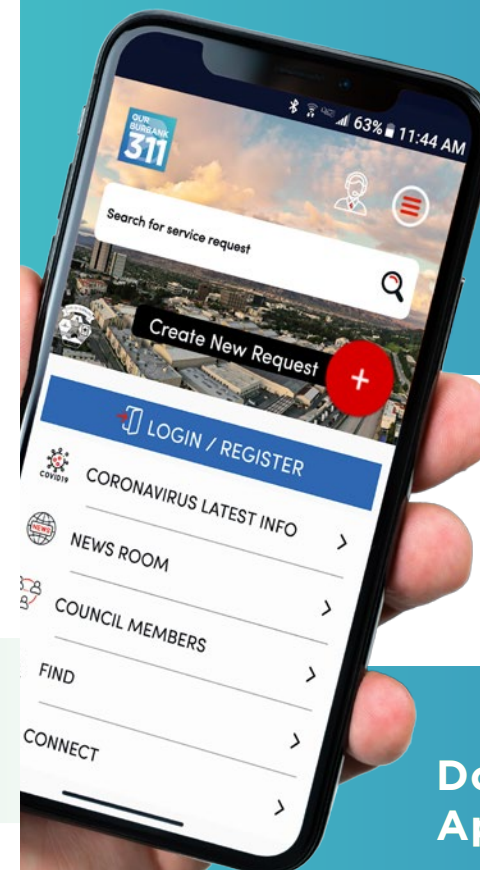 63% 11:44 AM
OUR
BURBANK
311
Search for service request
Create New Request
+
LOGIN / REGISTER
COVID19
CORONAVIRUS LATEST INFO
NEWS
NEWS ROOM
COUNCIL MEMBERS
FIND
CONNECT
Do
Ap